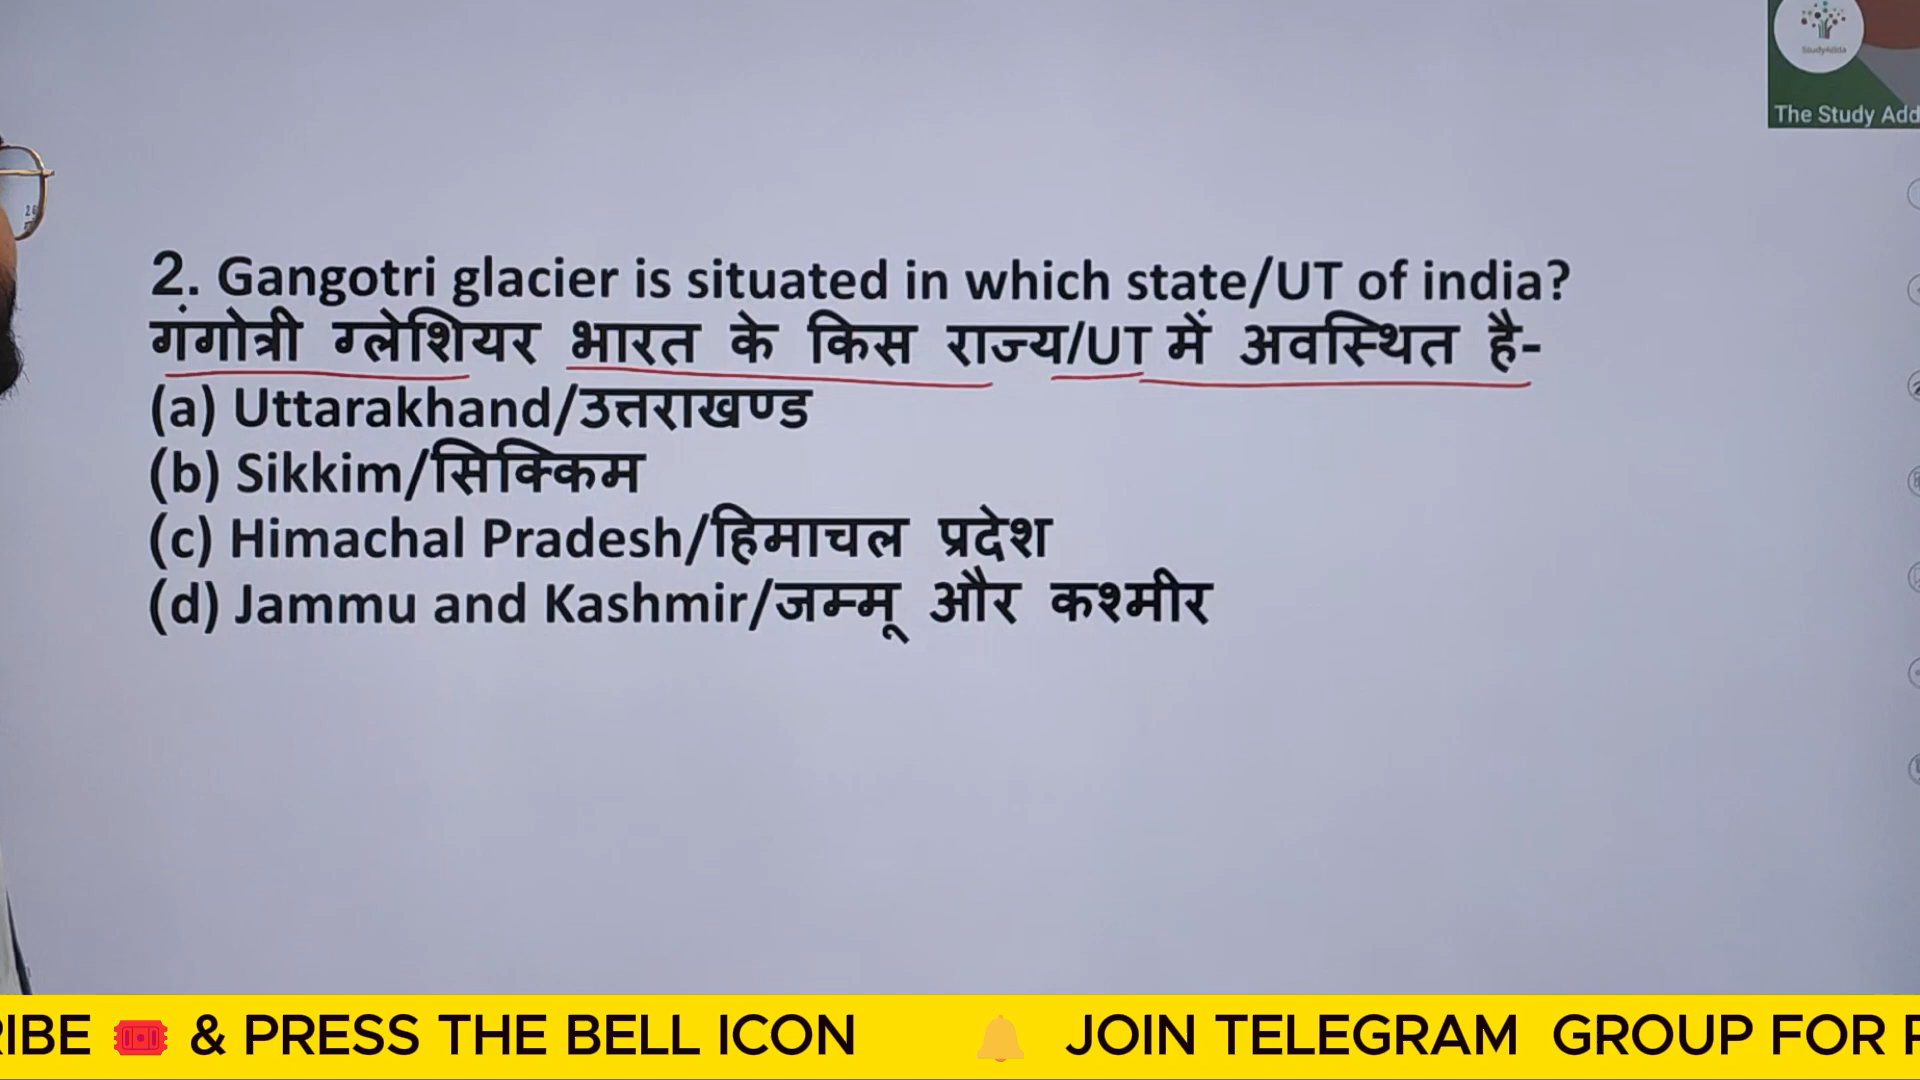 StudyAdda
The Study Add
2. Gangotri glacier is situated in which state/UT of india?
गंगोत्री ग्लेशियर भारत के किस राज्य/UT में अवस्थित है-
(a) Uttarakhand/उत्तराखण्ड
(b) Sikkim/सिक्किम
(c) Himachal Pradesh/हिमाचल प्रदेश
(d) Jammu and Kashmir/जम्मू और कश्मीर
RIBE & PRESS THE BELL ICON JOIN TELEGRAM GROUP FOR